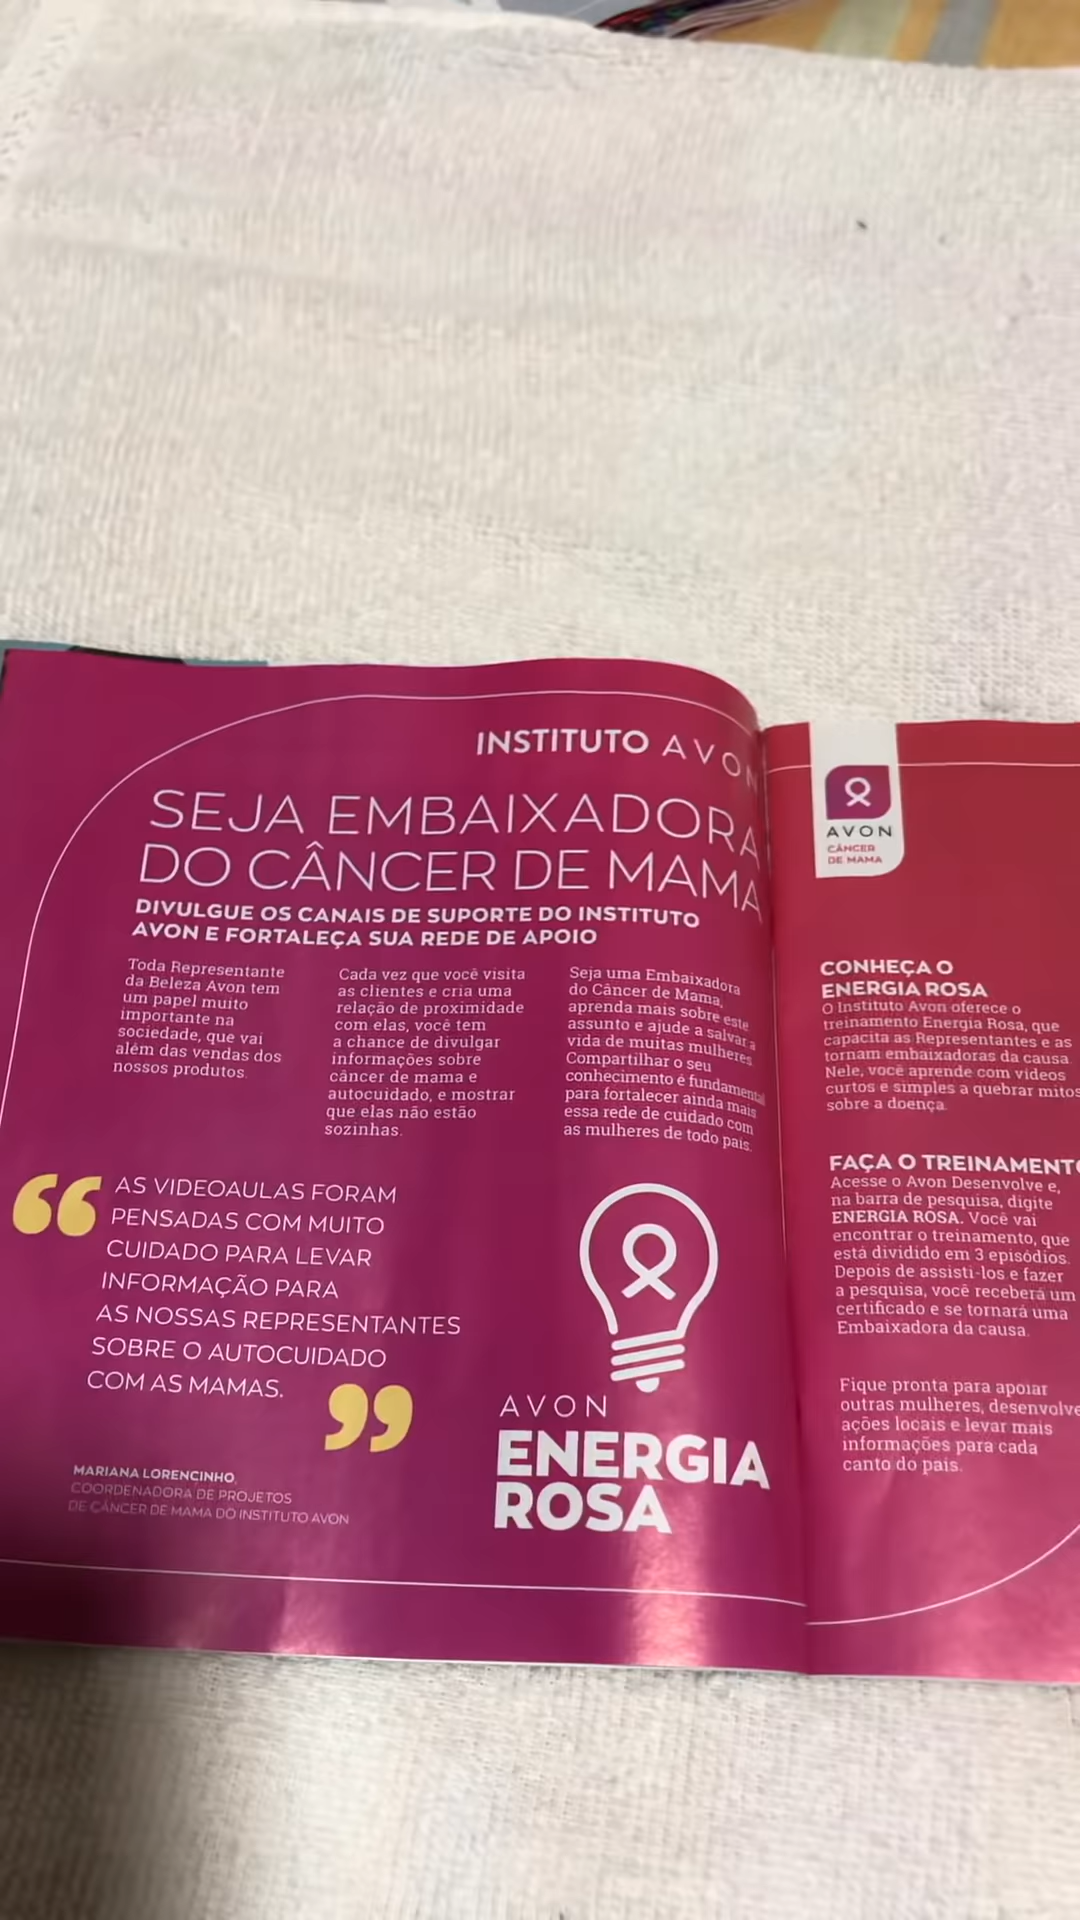 INSTITUTO AVON
SEJA EMBAIXADORA
DO CÂNCER DE MAMA
DIVULGUE OS CANAIS DE SUPORTE DO INSTITUTO
AVON E FORTALEÇA SUA REDE DE APOIO
Toda Representante
da Beleza Avon tem
um papel muito
importante na
sociedade, que vai
além das vendas dos
nossos produtos.
Cada vez que você visita
as clientes e cria uma
relação de proximidade
com elas, você tem
a chance de divulgar
informações sobre
câncer de mama e
autocuidado, e mostrar
que elas não estão
sozinhas.
Seja uma Embaixadora
do Câncer de Mama,
aprenda mais sobre este
assunto e ajude a salvar a
vida de muitas mulheres
Compartilhar o seu
conhecimento é fundamental
para fortalecer ainda mais
essa rede de cuidado com
as mulheres de todo país.
“ AS VIDEOAULAS FORAM
PENSADAS COM MUITO
CUIDADO PARA LEVAR
INFORMAÇÃO PARA
AS NOSSAS REPRESENTANTES
SOBRE O AUTOCUIDADO
COM AS MAMAS. ”
MARIANA LORENCINHO,
COORDENADORA DE PROJETOS
DE CÂNCER DE MAMA DO INSTITUTO AVON
AVON
ENERGIA
ROSA
AVON
CÂNCER
DE MAMA
CONHEÇA O
ENERGIA ROSA
O Instituto Avon oferece o
treinamento Energia Rosa, que
capacita as Representantes e as
tornam embaixadoras da causa.
Nele, você aprende com vídeos
curtos e simples a quebrar mitos
sobre a doença.
FAÇA O TREINAMENTO
Acesse o Avon Desenvolve e,
na barra de pesquisa, digite
ENERGIA ROSA. Você vai
encontrar o treinamento, que
está dividido em 3 episódios.
Depois de assisti-los e fazer
a pesquisa, você receberá um
certificado e se tornará uma
Embaixadora da causa.
Fique pronta para apoiar
outras mulheres, desenvolve
ações locais e levar mais
informações para cada
canto do país.